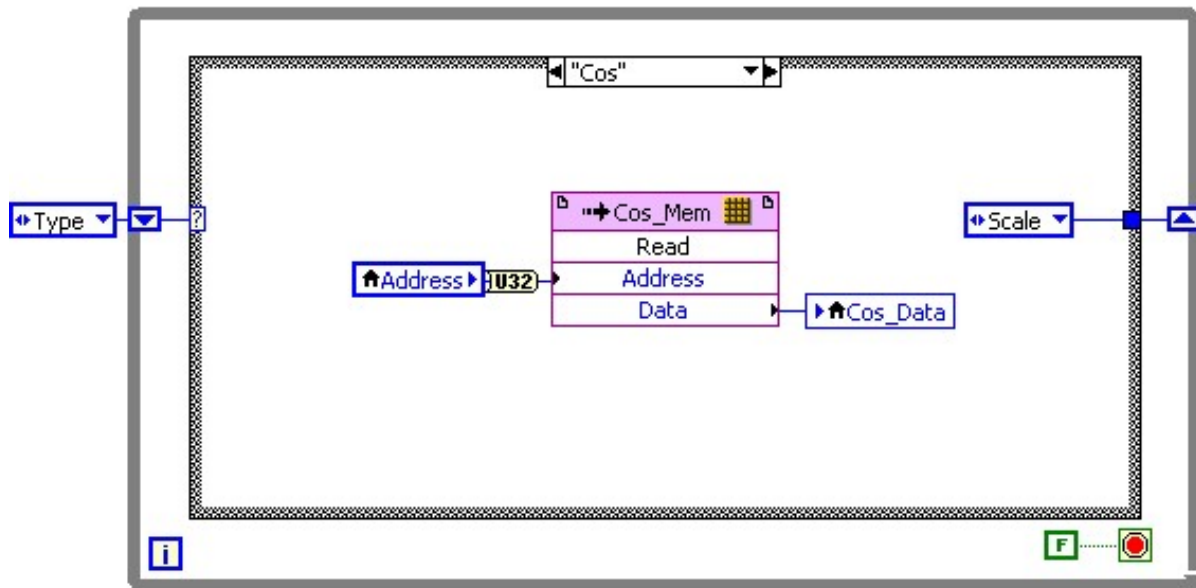 "Cos"
Type
?
Cos_Mem
Scale
Read
Address
U32
Address
Data
Cos_Data
i
F